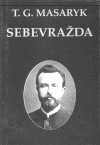 T. G. MASARYK
SEBEVRAŽDA